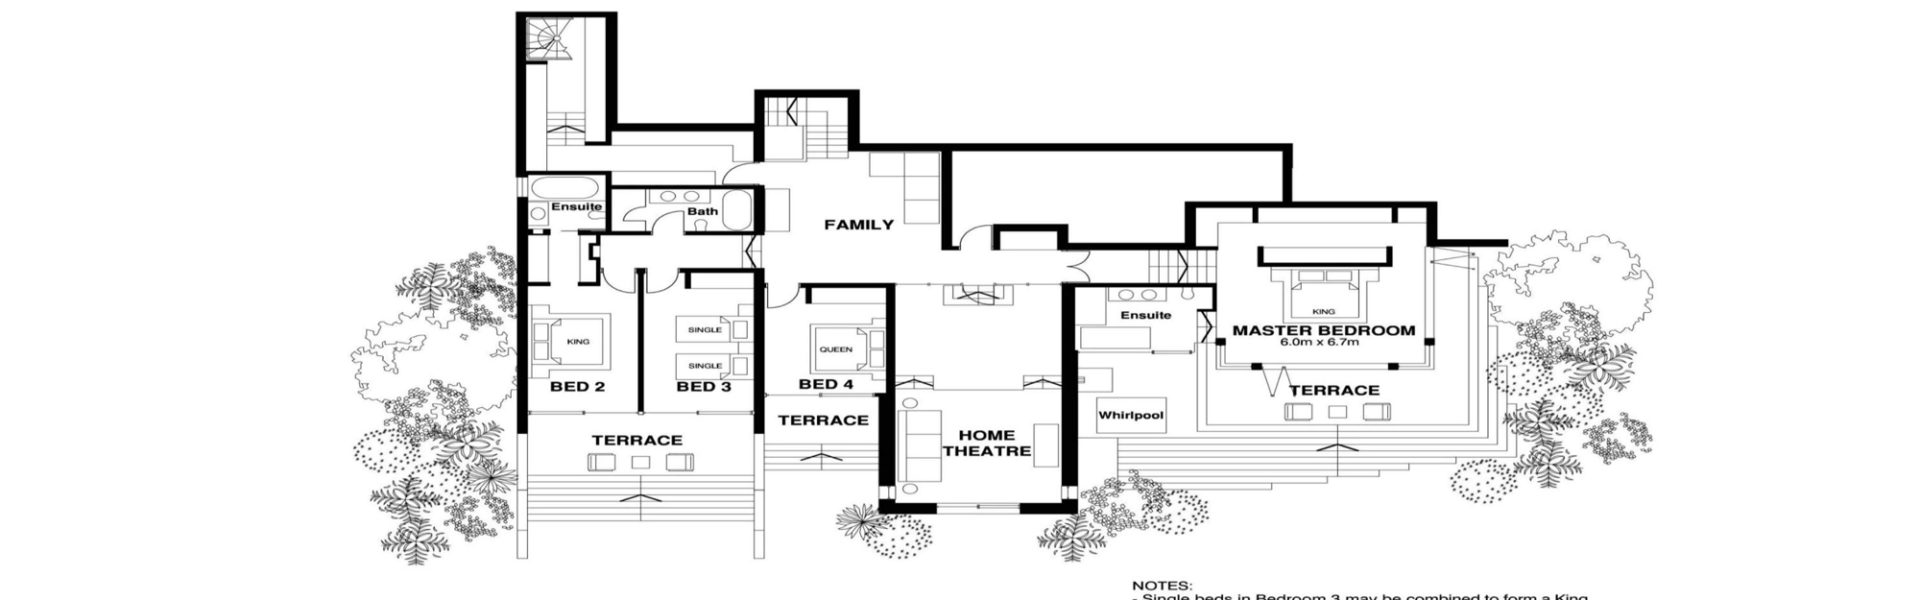 Ensuite
Bath
FAMILY
KING
BED 2
SINGLE
SINGLE
BED 3
QUEEN
BED 4
TERRACE
TERRACE
HOME
THEATRE
Ensuite
Whirlpool
KING
MASTER BEDROOM
6.0m x 6.7m
TERRACE
NOTES:
- Single beds in Bedroom 3 may be combined to form a King